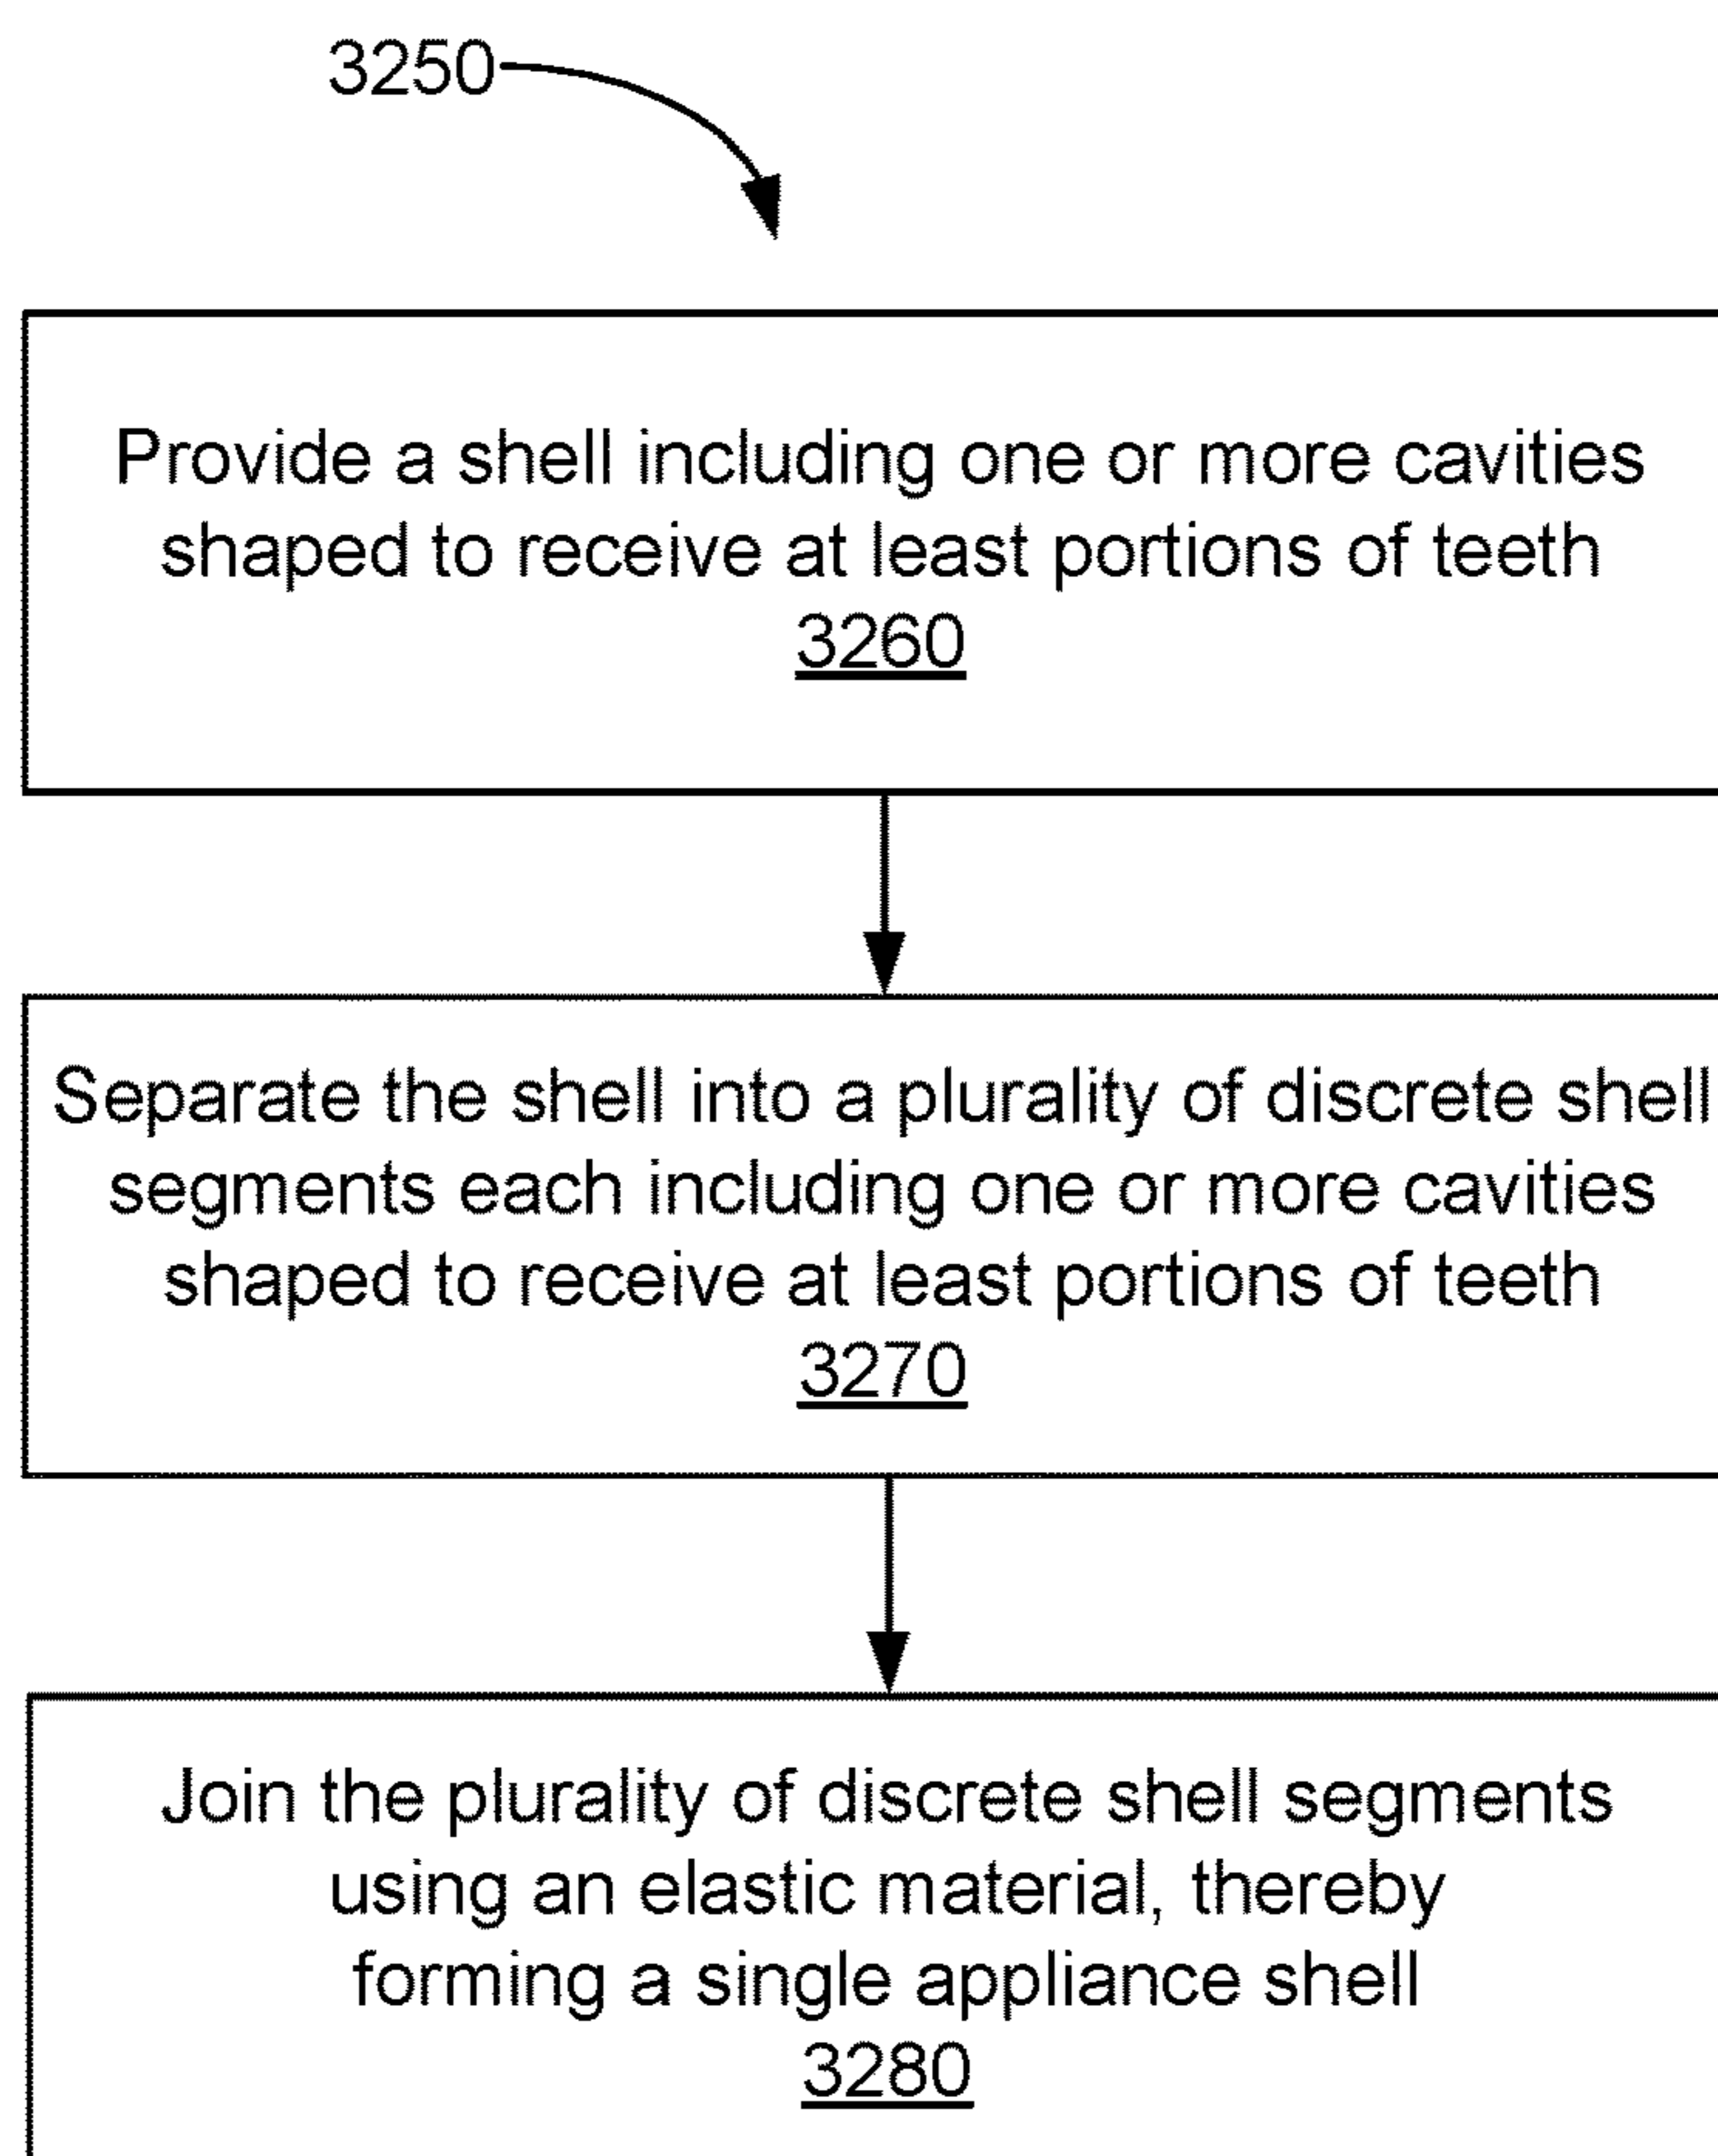 3250
Provide a shell including one or more cavities
shaped to receive at least portions of teeth
3260
Separate the shell into a plurality of discrete shell
segments each including one or more cavities
shaped to receive at least portions of teeth
3270
Join the plurality of discrete shell segments
using an elastic material, thereby
forming a single appliance shell
3280